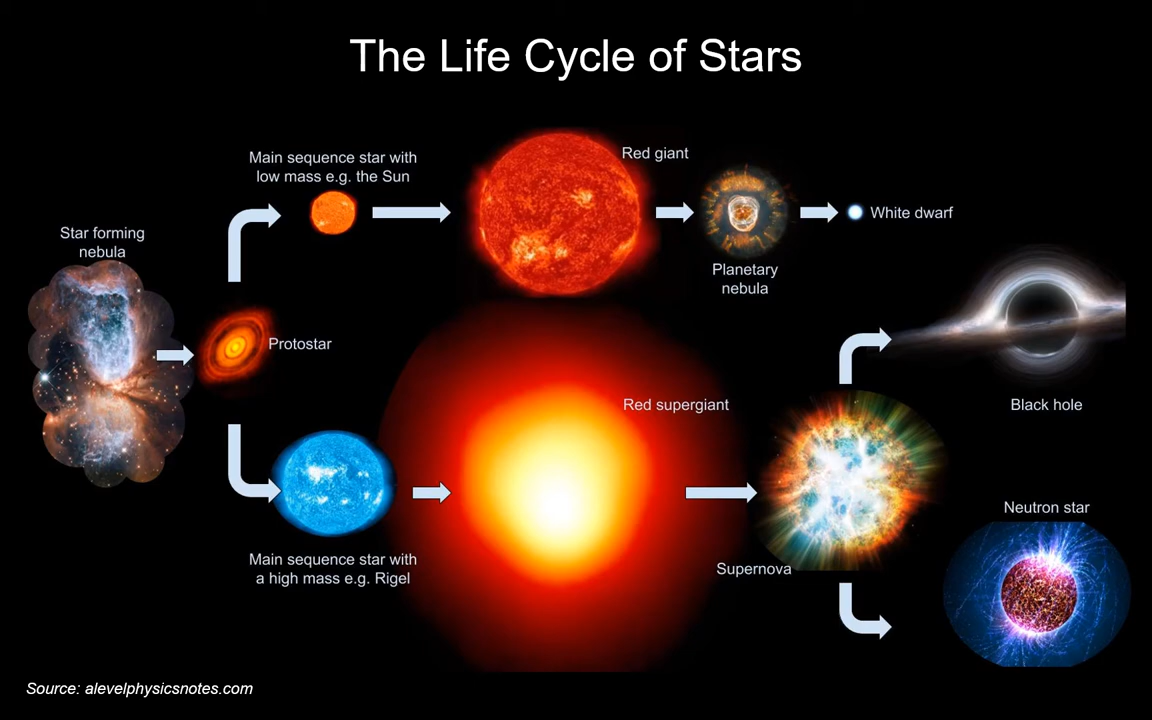 The Life Cycle of Stars
Main sequence star with
low mass e.g. the Sun
Red giant
Planetary
nebula
White dwarf
Star forming
nebula
Protostar
Red supergiant
Black hole
Main sequence star with
a high mass e.g. Rigel
Supernova
Neutron star
Source: alevelphysicsnotes.com